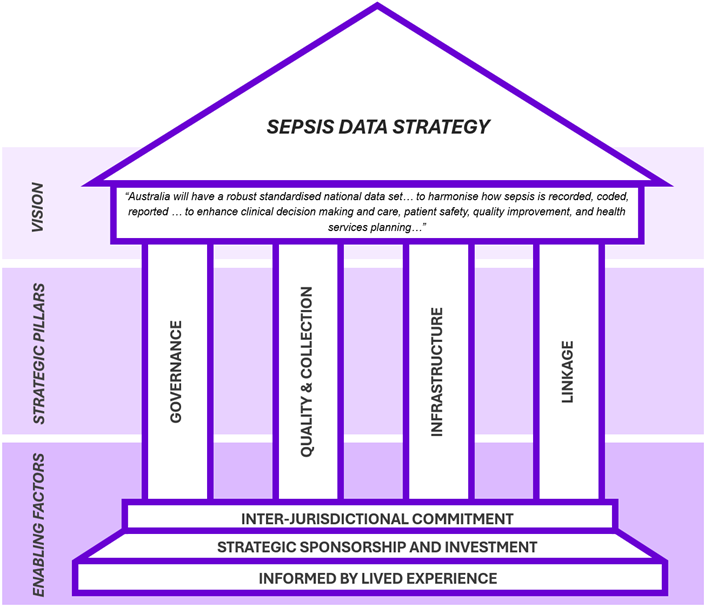 SEPSIS DATA STRATEGY
VISION
“Australia will have a robust standardised national data set… to harmonise how sepsis is recorded, coded,
reported … to enhance clinical decision making and care, patient safety, quality improvement, and health
services planning…”
STRATEGIC PILLARS
GOVERNANCE
QUALITY & COLLECTION
INFRASTRUCTURE
LINKAGE
ENABLING FACTORS
INTER-JURISDICTIONAL COMMITMENT
STRATEGIC SPONSORSHIP AND INVESTMENT
INFORMED BY LIVED EXPERIENCE